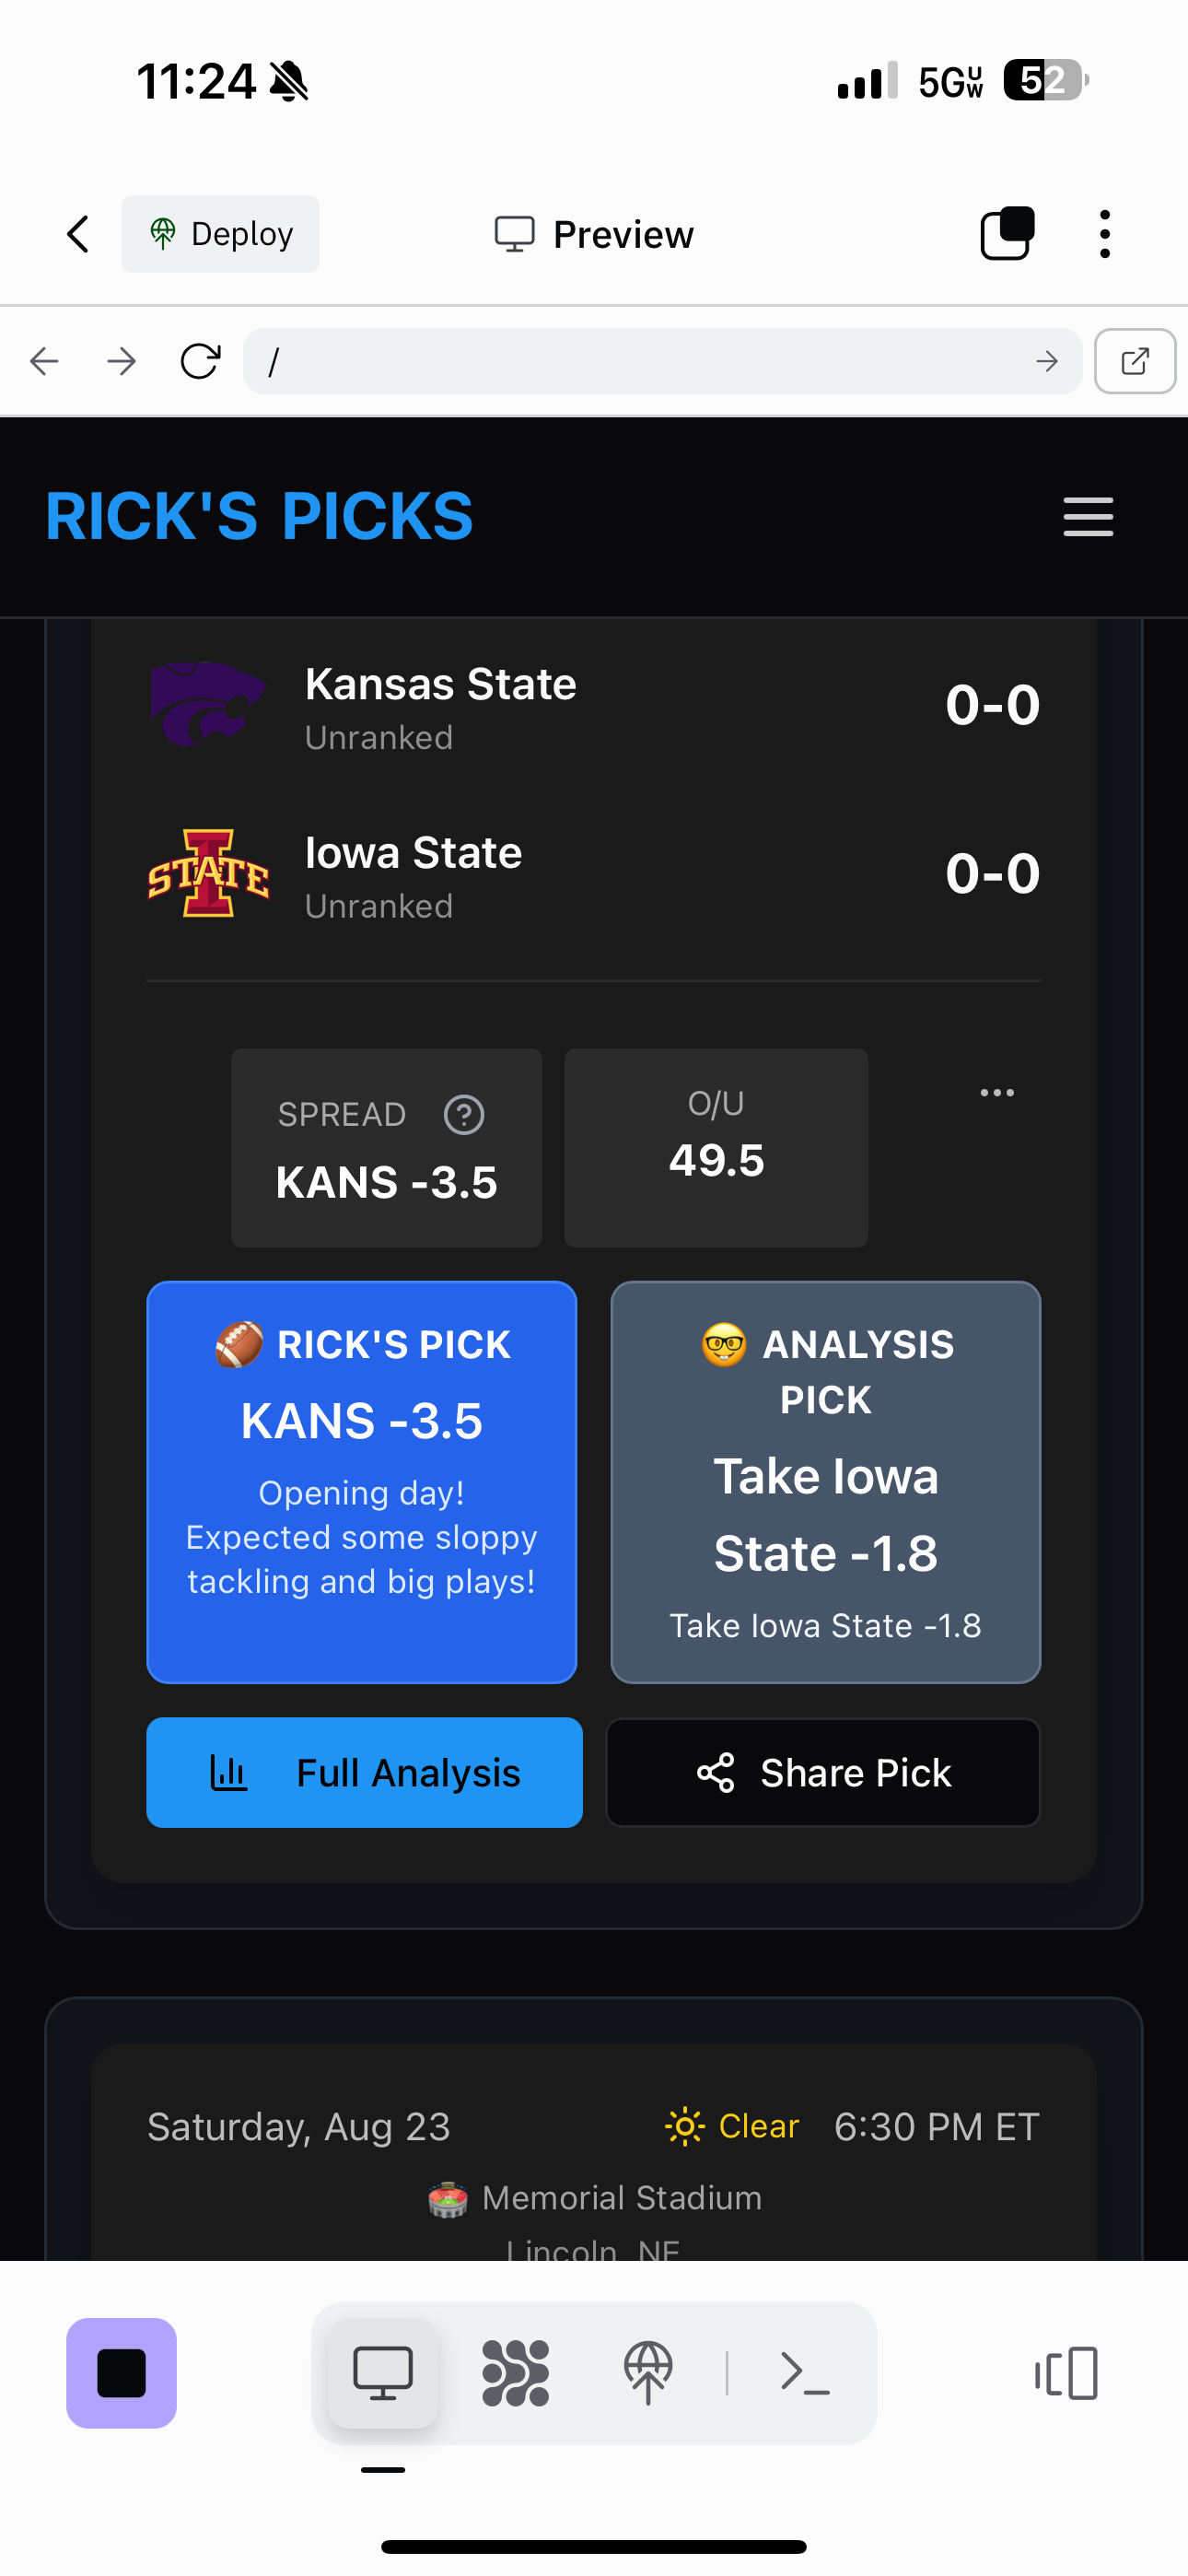 11:24
5G UW
52
Deploy
Preview
/
RICK'S PICKS
Kansas State
Unranked
0-0
STATE
Iowa State
Unranked
0-0
SPREAD
KANS -3.5
O/U
49.5
RICK'S PICK
KANS -3.5
Opening day!
Expected some sloppy
tackling and big plays!
ANALYSIS
PICK
Take Iowa
State -1.8
Take Iowa State -1.8
Full Analysis
Share Pick
Saturday, Aug 23
Clear
6:30 PM ET
Memorial Stadium
Lincoln, NE